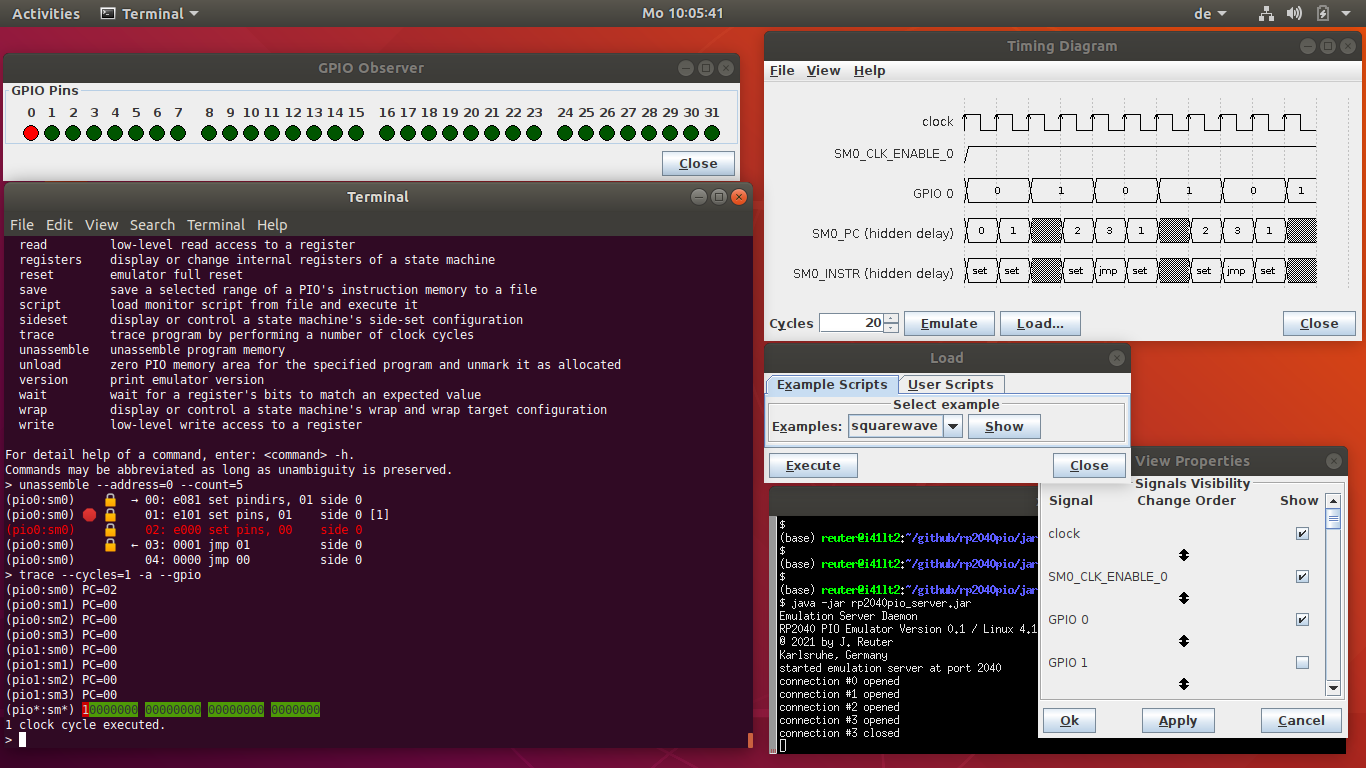 Activities Terminal Mo 10:05:41 de
GPIO Observer
GPIO Pins
0 1 2 3 4 5 6 7 8 9 10 11 12 13 14 15 16 17 18 19 20 21 22 23 24 25 26 27 28 29 30 31
Close
Terminal
File Edit View Search Terminal Help
read low-level read access to a register
registers display or change internal registers of a state machine
reset emulator full reset
save save a selected range of a PIO's instruction memory to a file
script load monitor script from file and execute it
sideset display or control a state machine's side-set configuration
trace trace program by performing a number of clock cycles
unassemble unassemble program memory
unload zero PIO memory area for the specified program and unmark it as allocated
version print emulator version
wait wait for a register's bits to match an expected value
wrap display or control a state machine's wrap and wrap target configuration
write low-level write access to a register
For detail help of a command, enter: <command> -h.
Commands may be abbreviated as long as unambiguity is preserved.
> unassemble --address=0 --count=5
(pio0:sm0) → 00: e081 set pindirs, 01 side 0
(pio0:sm0) 01: e101 set pins, 01 side 0 [1]
(pio0:sm0) 02: e000 set pins, 00 side 0
(pio0:sm0) ← 03: 0001 jmp 01 side 0
(pio0:sm0) 04: 0000 jmp 00 side 0
> trace --cycles=1 -a --gpio
(pio0:sm0) PC=02
(pio0:sm1) PC=00
(pio0:sm2) PC=00
(pio0:sm3) PC=00
(pio1:sm0) PC=00
(pio1:sm1) PC=00
(pio1:sm2) PC=00
(pio1:sm3) PC=00
(pio*:sm*) 10000000 00000000 00000000 0000000
1 clock cycle executed.
>
Timing Diagram
File View Help
clock
SM0_CLK_ENABLE_0
GPIO 0 0 1 0 1 0 1
SM0_PC (hidden delay) 0 1 2 3 1 2 3 1
SM0_INSTR (hidden delay) set set set jmp set set jmp set
Cycles 20 Emulate Load... Close
Load
Example Scripts User Scripts
Select example
Examples: squarewave Show
Execute Close
View Properties
Signals Visibility
Signal Change Order Show
clock
SM0_CLK_ENABLE_0
GPIO 0
GPIO 1
Ok Apply Cancel
$
(base) reuter@i41lt2:~/github/rp2040pio/jar
$
(base) reuter@i41lt2:~/github/rp2040pio/jar
$
(base) reuter@i41lt2:~/github/rp2040pio/jar
$ java -jar rp2040pio_server.jar
Emulation Server Daemon
RP2040 PIO Emulator Version 0.1 / Linux 4.1
© 2021 by J. Reuter
Karlsruhe, Germany
started emulation server at port 2040
connection #0 opened
connection #1 opened
connection #2 opened
connection #3 opened
connection #3 closed